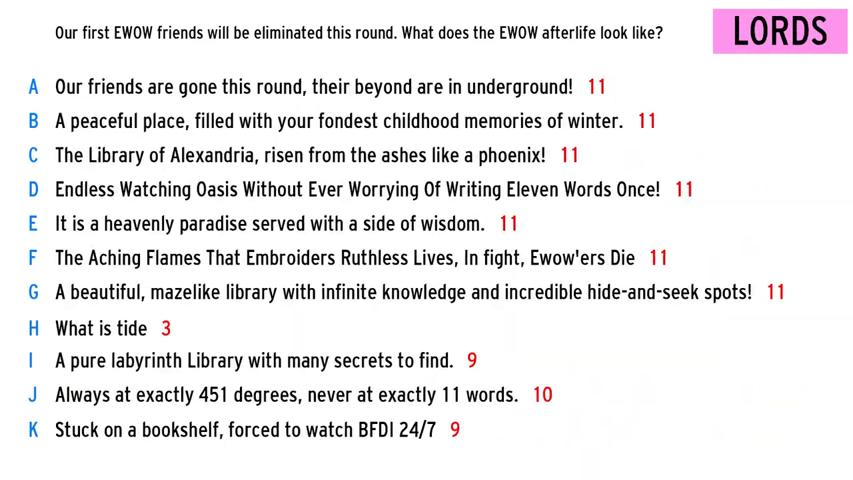 Our first EWOW friends will be eliminated this round. What does the EWOW afterlife look like?
LORDS
A Our friends are gone this round, their beyond are in underground! 11
B A peaceful place, filled with your fondest childhood memories of winter. 11
C The Library of Alexandria, risen from the ashes like a phoenix! 11
D Endless Watching Oasis Without Ever Worrying Of Writing Eleven Words Once! 11
E It is a heavenly paradise served with a side of wisdom. 11
F The Aching Flames That Embroiders Ruthless Lives, In fight, Ewow'ers Die 11
G A beautiful, mazelike library with infinite knowledge and incredible hide-and-seek spots! 11
H What is tide 3
I A pure labyrinth Library with many secrets to find. 9
J Always at exactly 451 degrees, never at exactly 11 words. 10
K Stuck on a bookshelf, forced to watch BFDI 24/7 9